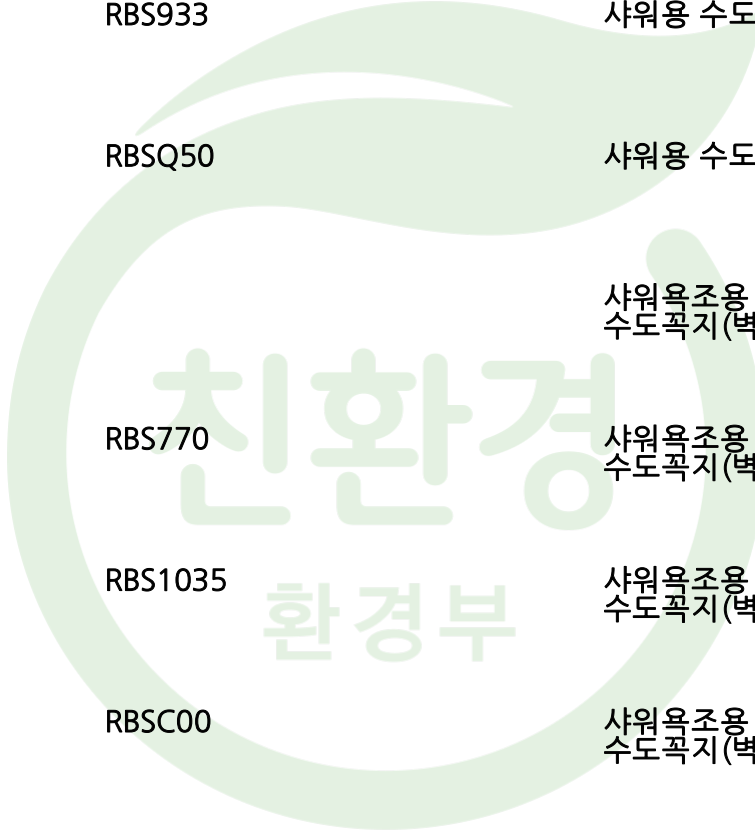 RBS933 샤워용 수도
RBSQ50 샤워용 수도
샤워욕조용
수도꼭지(벽
RBS770 샤워욕조용
수도꼭지(벽
RBS1035 샤워욕조용
수도꼭지(벽
RBSC00 샤워욕조용
수도꼭지(벽
친환경
환경부